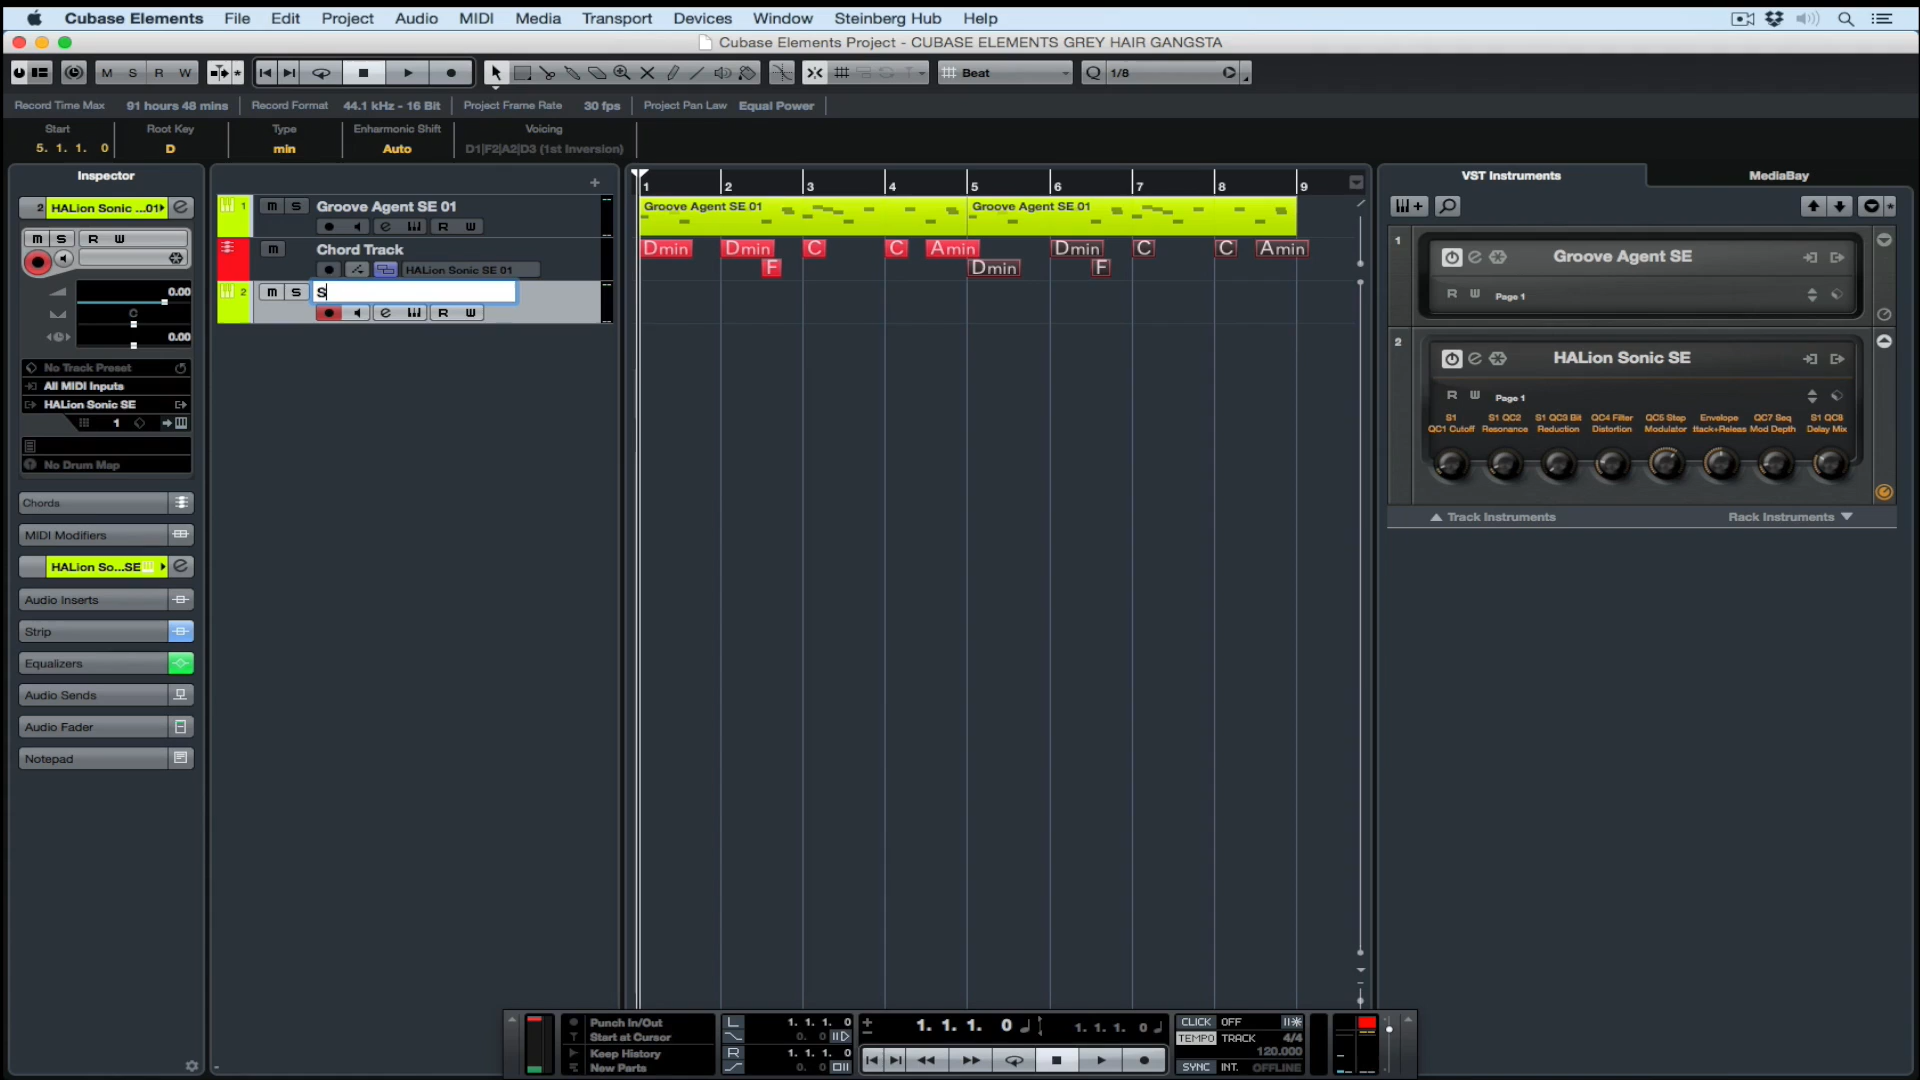 Cubase Elements File Edit Project Audio MIDI Media Transport Devices Window Steinberg Hub Help
Cubase Elements Project - CUBASE ELEMENTS GREY HAIR GANGSTA
M S R W Beat Q 1/8
Record Time Max 91 hours 48 mins Record Format 44.1 kHz - 16 Bit Project Frame Rate 30 fps Project Pan Law Equal Power
Start Root Key Type Enharmonic Shift Voicing
5. 1. 1. 0 D min Auto D1|F2|A2|D3 (1st Inversion)
Inspector
2 HALion Sonic ...01
m S R W
0.00
C
0.00
No Track Preset
All MIDI Inputs
HALion Sonic SE
1
No Drum Map
Chords
MIDI Modifiers
HALion So...SE
Audio Inserts
Strip
Equalizers
Audio Sends
Audio Fader
Notepad
1 m S Groove Agent SE 01
R W
m Chord Track
HALion Sonic SE 01
2 m S S
R W
1 2 3 4 5 6 7 8 9
Groove Agent SE 01 Groove Agent SE 01
Dmin Dmin C C Amin Dmin C C Amin
F Dmin F
VST Instruments MediaBay
1 Groove Agent SE
R W Page 1
2 HALion Sonic SE
R W Page 1
S1 S1 QC2 S1 QC3 Bit QC4 Filter QC5 Step Envelope QC7 Seq S1 QC8
QC1 Cutoff Resonance Reduction Distortion Modulator ttack+Releas Mod Depth Delay Mix
Track Instruments Rack Instruments
Punch In/Out L 1. 1. 1. 0 1. 1. 1. 0 1. 1. 1. 0 CLICK OFF
Start at Cursor 0. 0 TEMPO TRACK 4/4
Keep History R 1. 1. 1. 0 120.000
New Parts 0. 0 SYNC INT. OFFLINE